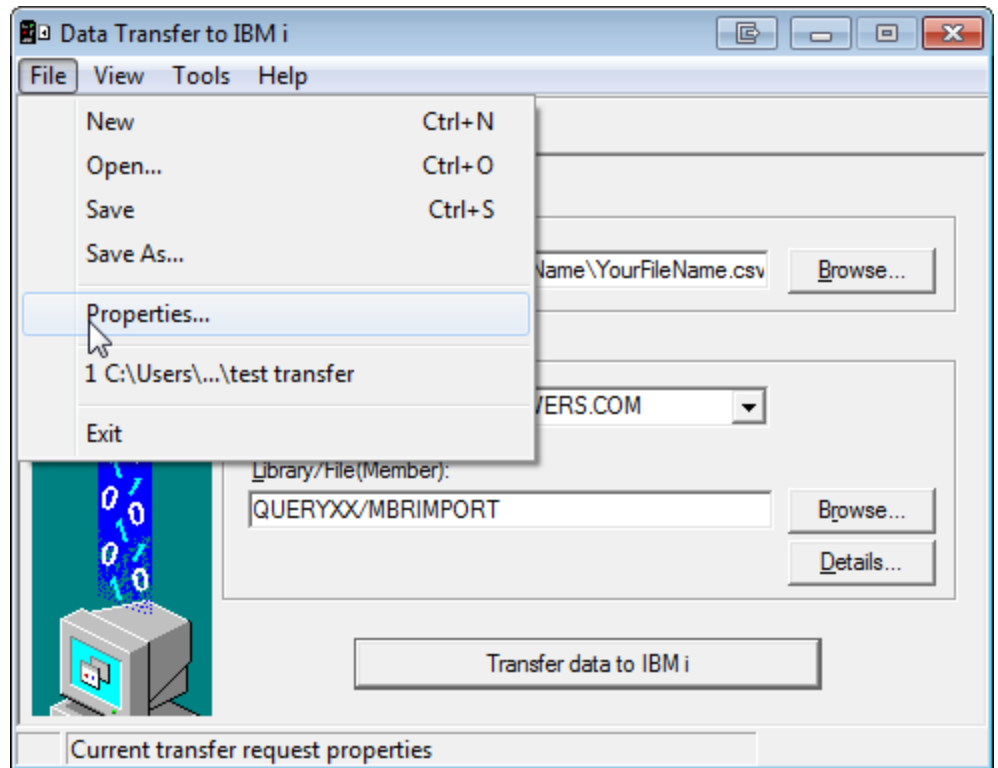 Data Transfer to IBM i
File View Tools Help
New Ctrl+N
Open... Ctrl+O
Save Ctrl+S
Save As...
Properties...
1 C:\Users\...\test transfer
Exit
Name\YourFileName.csv Browse...
VERS.COM
Library/File(Member):
QUERYXX/MBRIMPORT Browse...
Details...
Transfer data to IBM i
Current transfer request properties